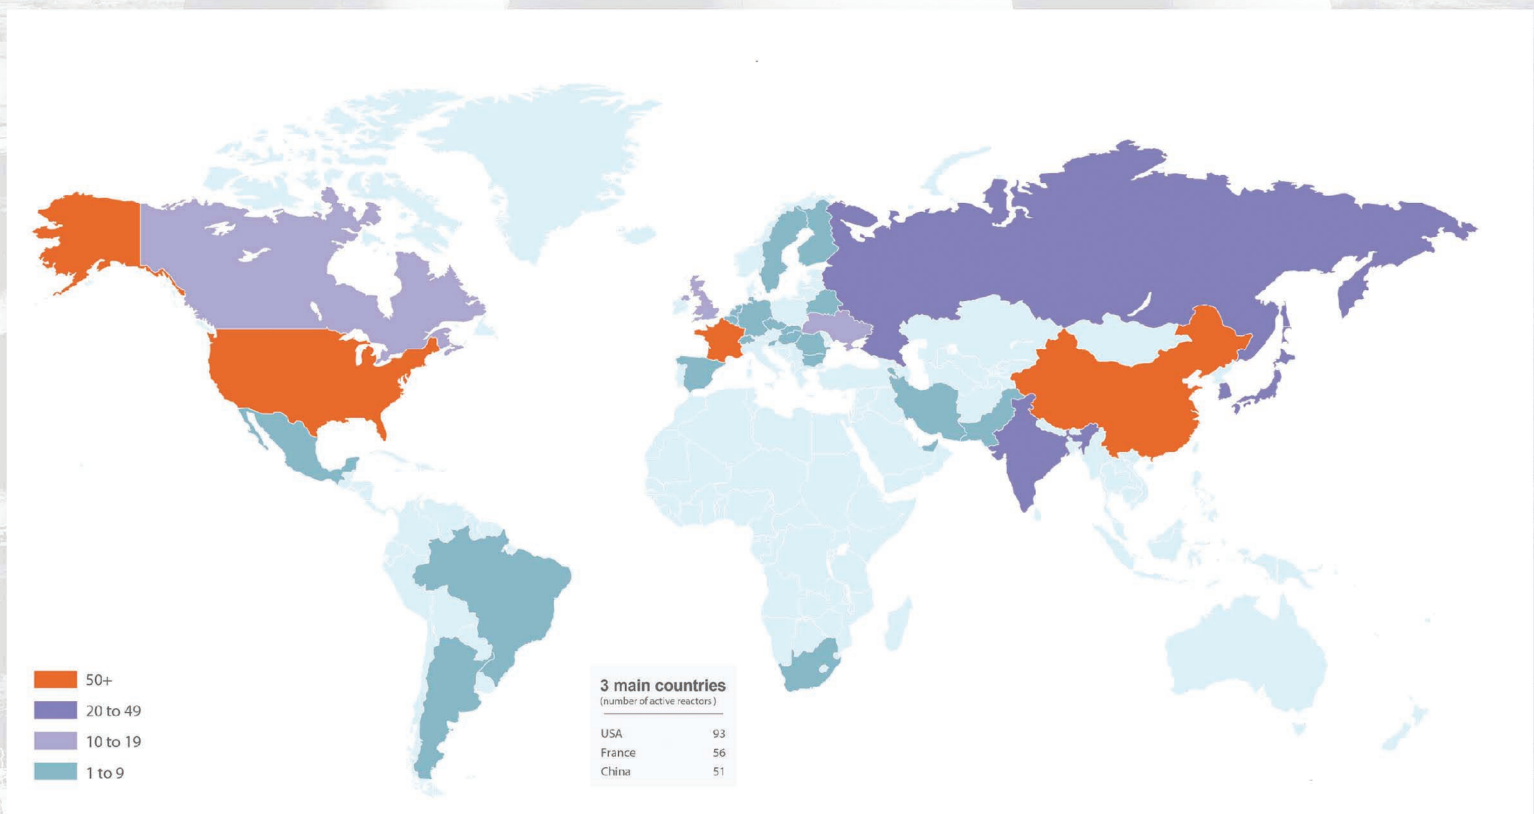 50+
20 to 49
10 to 19
1 to 9
3 main countries
(number of active reactors)
USA 93
France 56
China 51